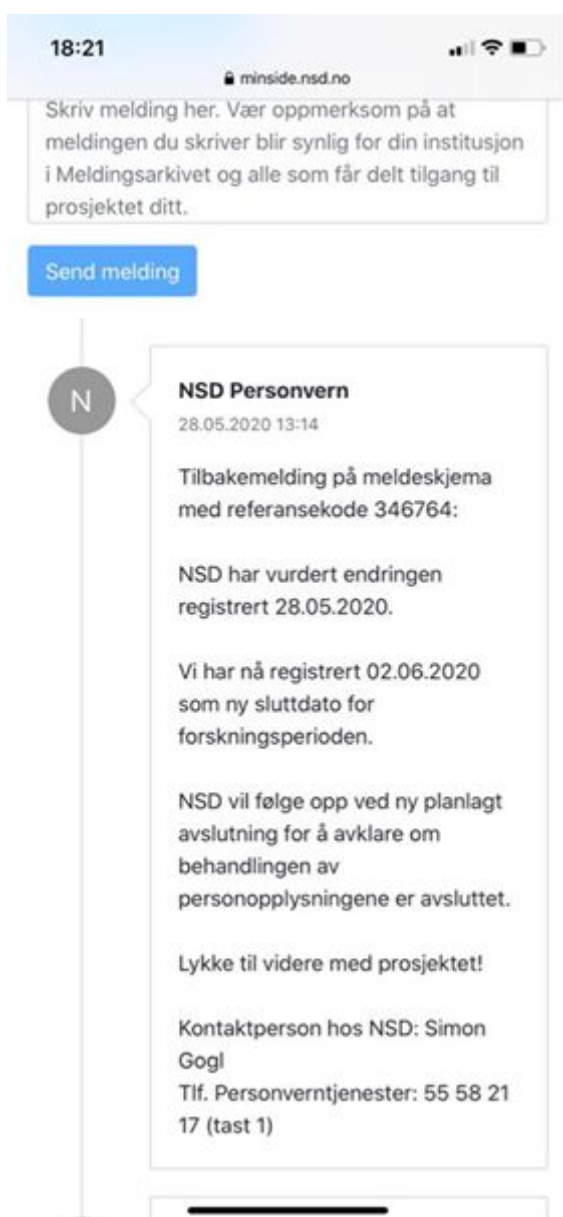 18:21
minside.nsd.no
Skriv melding her. Vær oppmerksom på at
meldingen du skriver blir synlig for din institusjon
i Meldingsarkivet og alle som får delt tilgang til
prosjektet ditt.
Send melding
N
NSD Personvern
28.05.2020 13:14
Tilbakemelding på meldeskjema
med referansekode 346764:
NSD har vurdert endringen
registrert 28.05.2020.
Vi har nå registrert 02.06.2020
som ny sluttdato for
forskningsperioden.
NSD vil følge opp ved ny planlagt
avslutning for å avklare om
behandlingen av
personopplysningene er avsluttet.
Lykke til videre med prosjektet!
Kontaktperson hos NSD: Simon
Gogl
Tlf. Personverntjenester: 55 58 21
17 (tast 1)